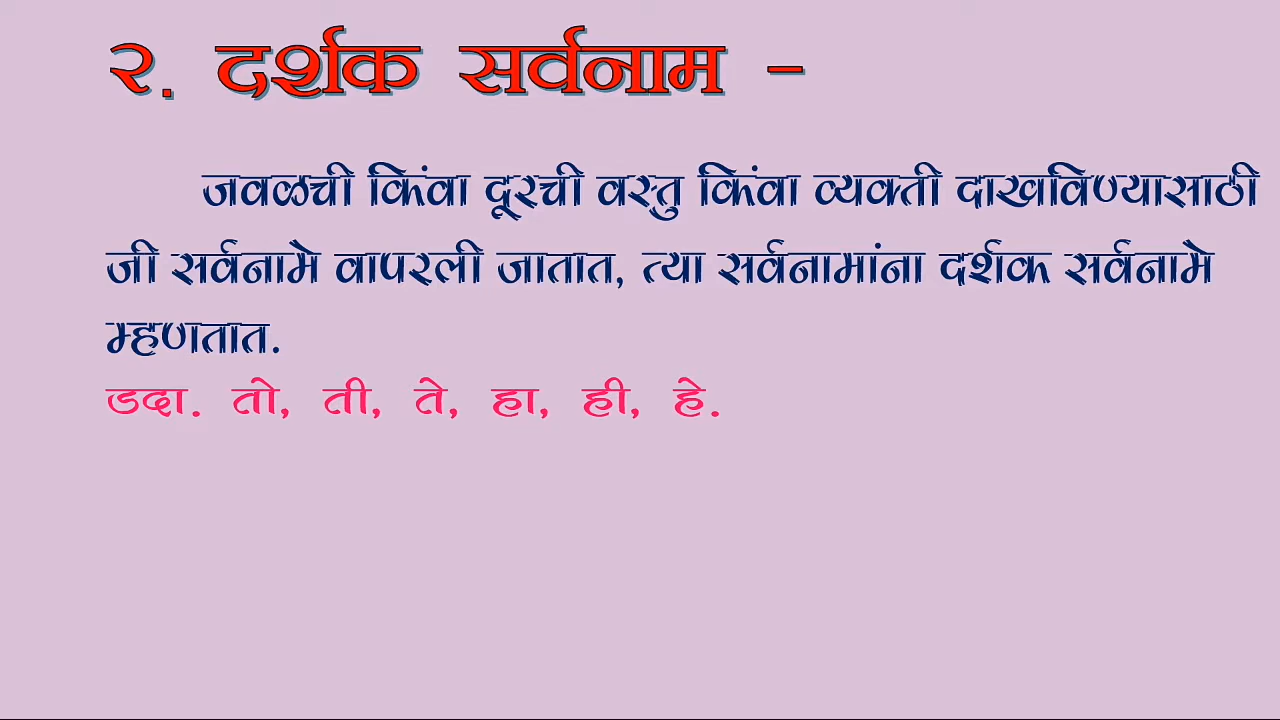 २. दर्शक सर्वनाम -
जवळची किंवा दूरची वस्तु किंवा व्यक्ती दाखविण्यासाठी
जी सर्वनामे वापरली जातात, त्या सर्वनामांना दर्शक सर्वनामे
म्हणतात.
डदा. तो, ती, ते, हा, ही, हे.